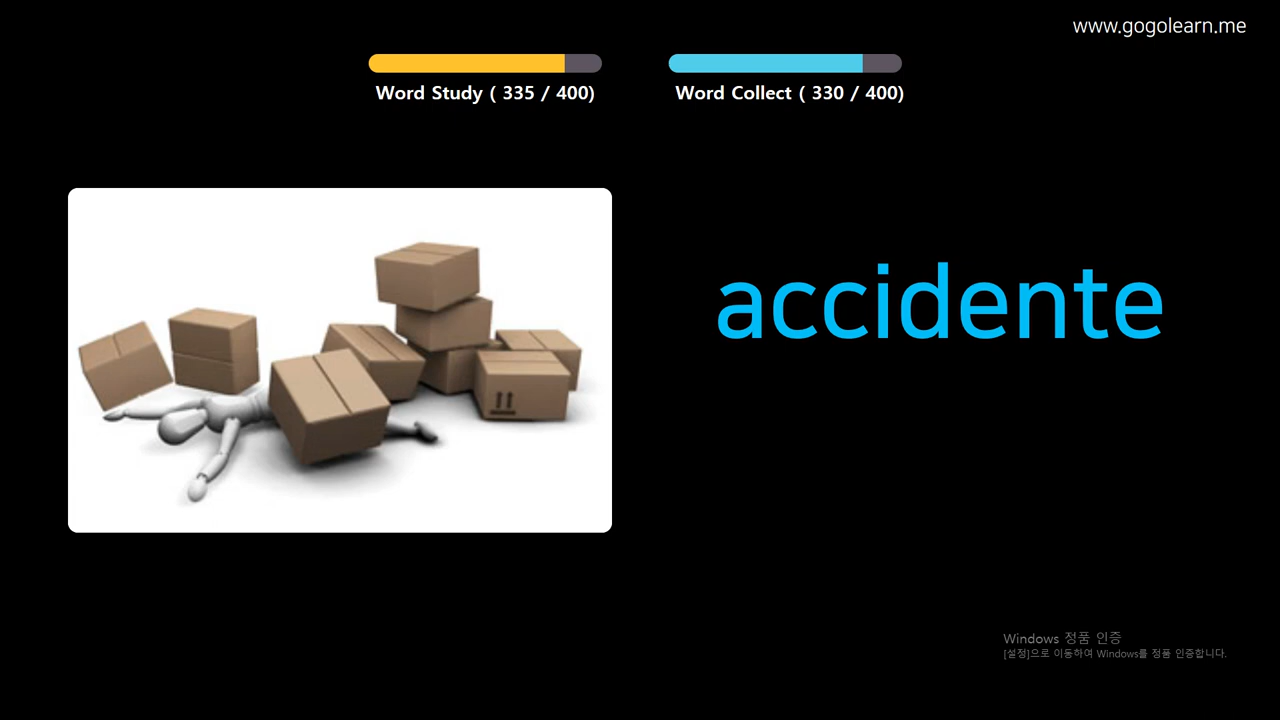 www.gogolearn.me
Word Study ( 335 / 400)
Word Collect ( 330 / 400)
accidente
Windows 정품 인증
[설정]으로 이동하여 Windows를 정품 인증합니다.